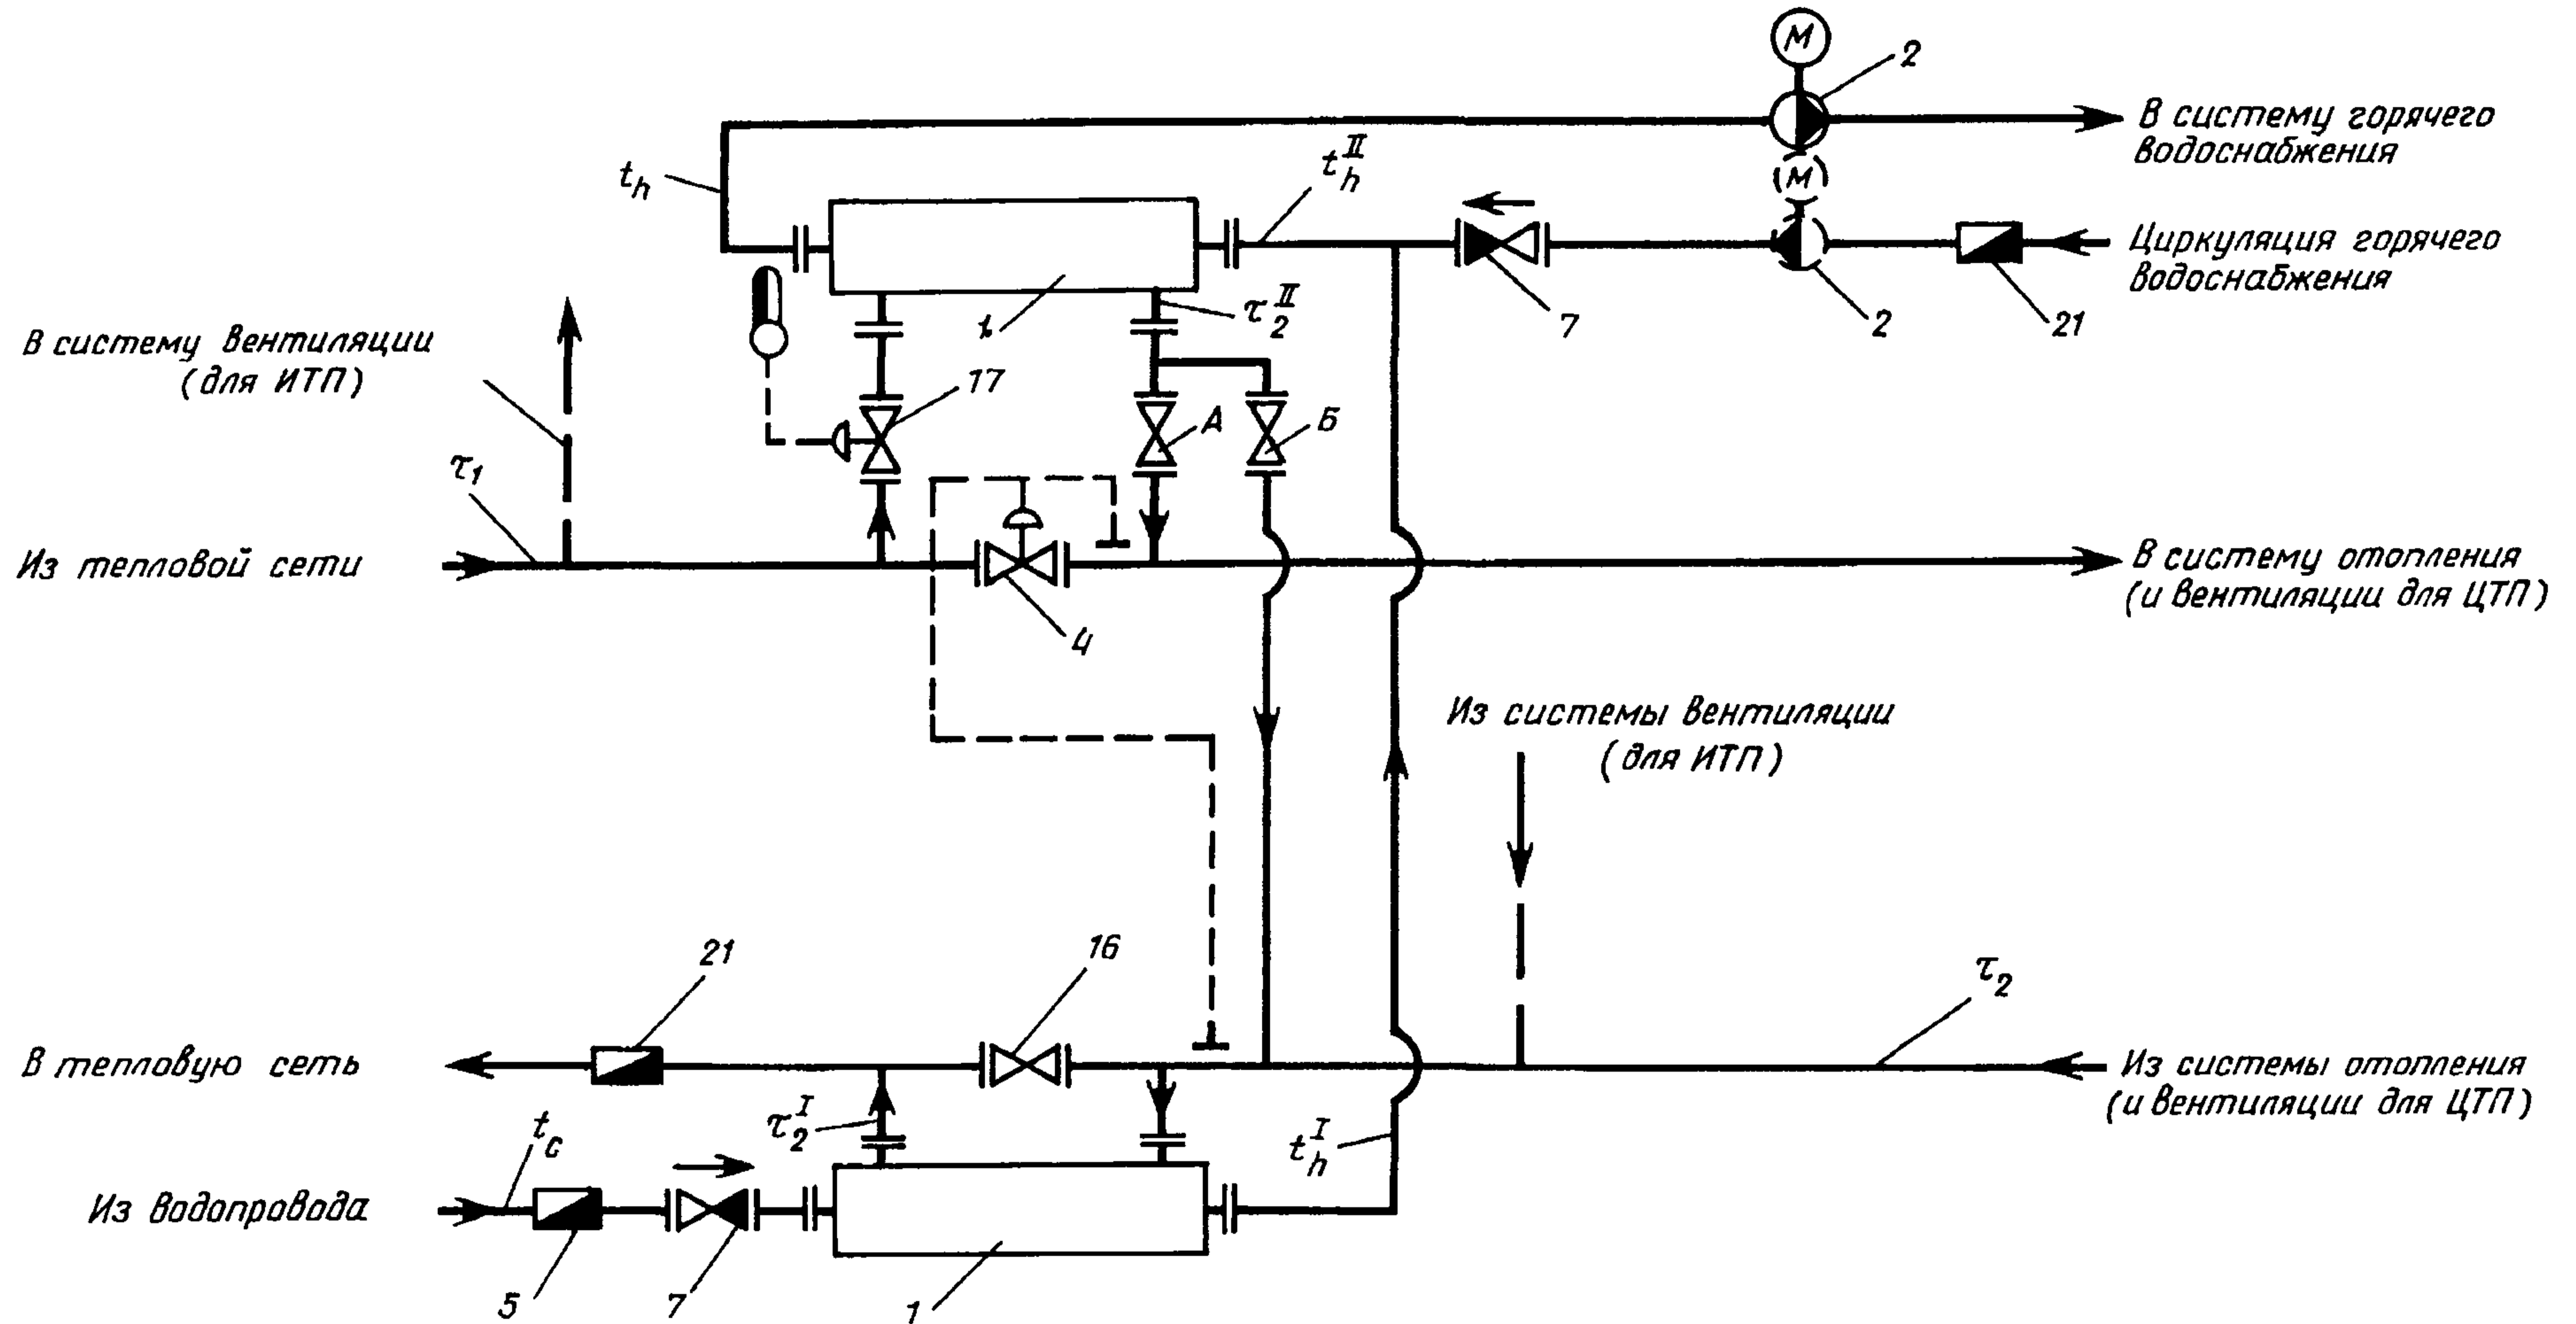 М
2
В систему горячего
водоснабжения
t_h
t_h^II
М
Циркуляция горячего
водоснабжения
1
τ_2^II
7
2
21
В систему вентиляции
(для ИТП)
17
А
Б
τ_1
Из тепловой сети
В систему отопления
(и вентиляции для ЦТП)
4
Из системы вентиляции
(для ИТП)
21
16
τ_2
В тепловую сеть
Из системы отопления
(и вентиляции для ЦТП)
τ_2^I
t_c
t_h^I
Из водопровода
5
7
1